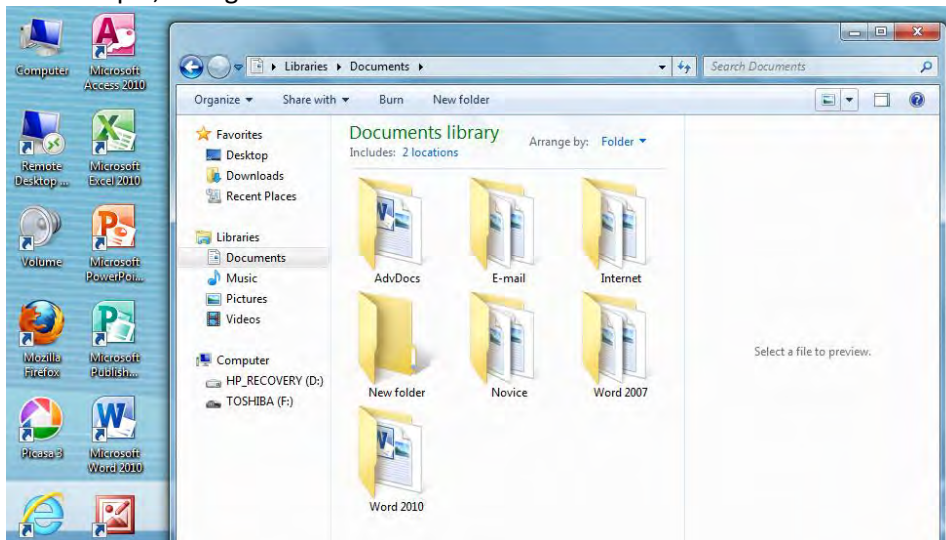 Computer
Microsoft
Access 2010
Remote
Desktop ...
Microsoft
Excel 2010
Volume
Microsoft
PowerPoi...
Mozilla
Firefox
Microsoft
Publish...
Picasa 3
Microsoft
Word 2010
Libraries
Documents
Search Documents
Organize
Share with
Burn
New folder
Favorites
Desktop
Downloads
Recent Places
Libraries
Documents
Music
Pictures
Videos
Computer
HP_RECOVERY (D:)
TOSHIBA (F:)
Documents library
Includes: 2 locations
Arrange by: Folder
AdvDocs
E-mail
Internet
New folder
Novice
Word 2007
Word 2010
Select a file to preview.